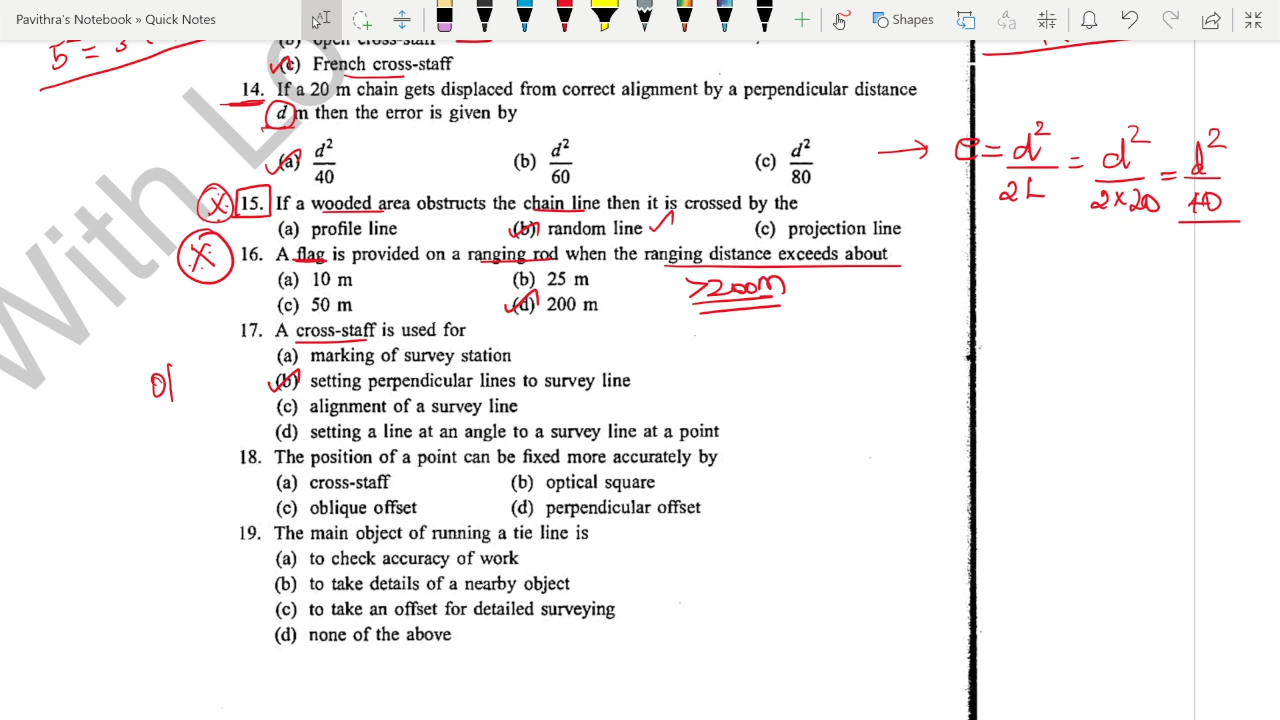 Pavithra's Notebook » Quick Notes
Shapes
(b) open cross-staff
(c) French cross-staff
14. If a 20 m chain gets displaced from correct alignment by a perpendicular distance
d m then the error is given by
(a) d²/40 (b) d²/60 (c) d²/80
→ e = d²/2L = d²/2×20 = d²/40
15. If a wooded area obstructs the chain line then it is crossed by the
(a) profile line (b) random line (c) projection line
16. A flag is provided on a ranging rod when the ranging distance exceeds about
(a) 10 m (b) 25 m
>200m
(c) 50 m (d) 200 m
17. A cross-staff is used for
(a) marking of survey station
(b) setting perpendicular lines to survey line
(c) alignment of a survey line
(d) setting a line at an angle to a survey line at a point
18. The position of a point can be fixed more accurately by
(a) cross-staff (b) optical square
(c) oblique offset (d) perpendicular offset
19. The main object of running a tie line is
(a) to check accuracy of work
(b) to take details of a nearby object
(c) to take an offset for detailed surveying
(d) none of the above
With Lo